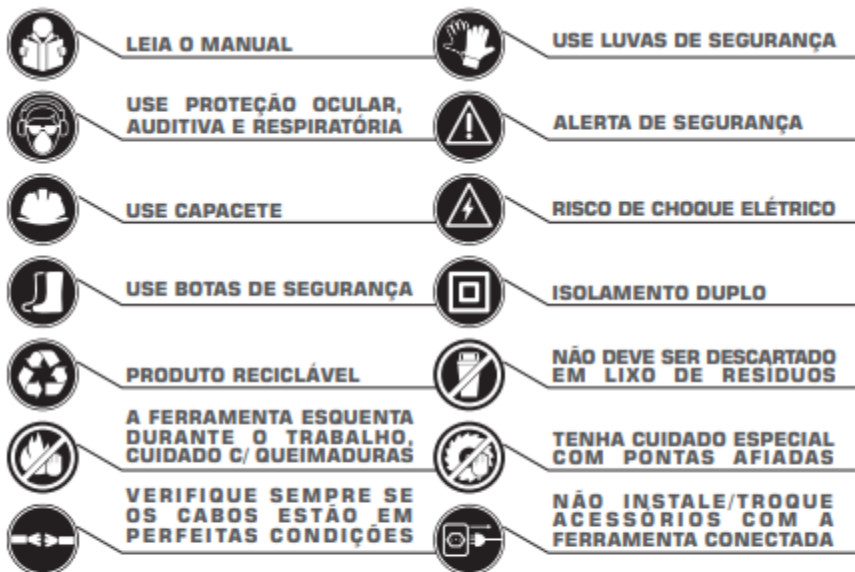 LEIA O MANUAL
USE LUVAS DE SEGURANÇA
USE PROTEÇÃO OCULAR,
AUDITIVA E RESPIRATÓRIA
ALERTA DE SEGURANÇA
USE CAPACETE
RISCO DE CHOQUE ELÉTRICO
USE BOTAS DE SEGURANÇA
ISOLAMENTO DUPLO
PRODUTO RECICLÁVEL
NÃO DEVE SER DESCARTADO
EM LIXO DE RESÍDUOS
A FERRAMENTA ESQUENTA
DURANTE O TRABALHO,
CUIDADO C/ QUEIMADURAS
TENHA CUIDADO ESPECIAL
COM PONTAS AFIADAS
VERIFIQUE SEMPRE SE
OS CABOS ESTÃO EM
PERFEITAS CONDIÇÕES
NÃO INSTALE/TROQUE
ACESSÓRIOS COM A
FERRAMENTA CONECTADA